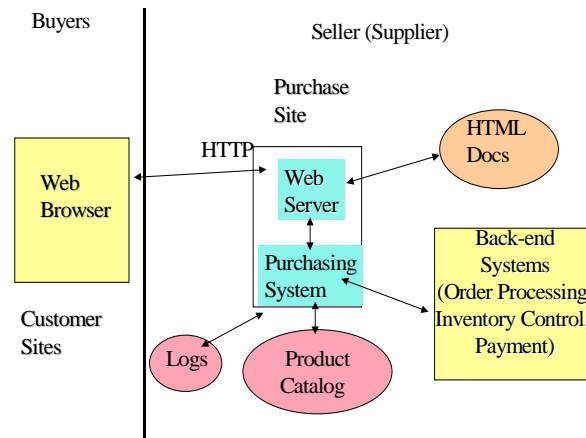 Buyers
Seller (Supplier)
Purchase
Site
HTTP
HTML
Docs
Web
Browser
Web
Server
Purchasing
System
Back-end
Systems
(Order Processing
Inventory Control,
Payment)
Customer
Sites
Logs
Product
Catalog